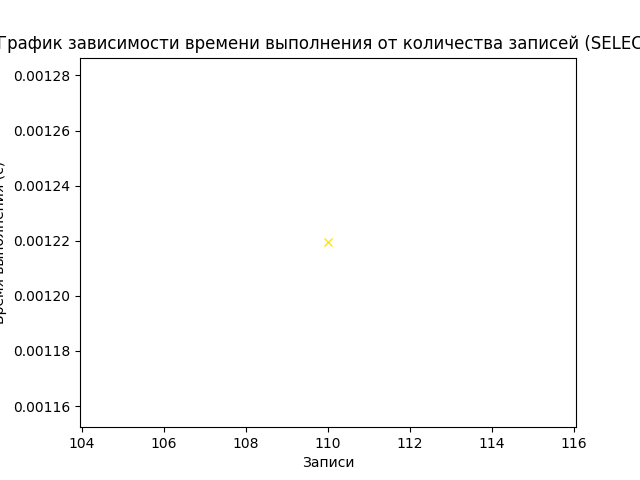 График зависимости времени выполнения от количества записей (SELEC
0.00128
0.00126
0.00124
0.00122
0.00120
0.00118
0.00116
104 106 108 110 112 114 116
Записи
Время выполнения (с)